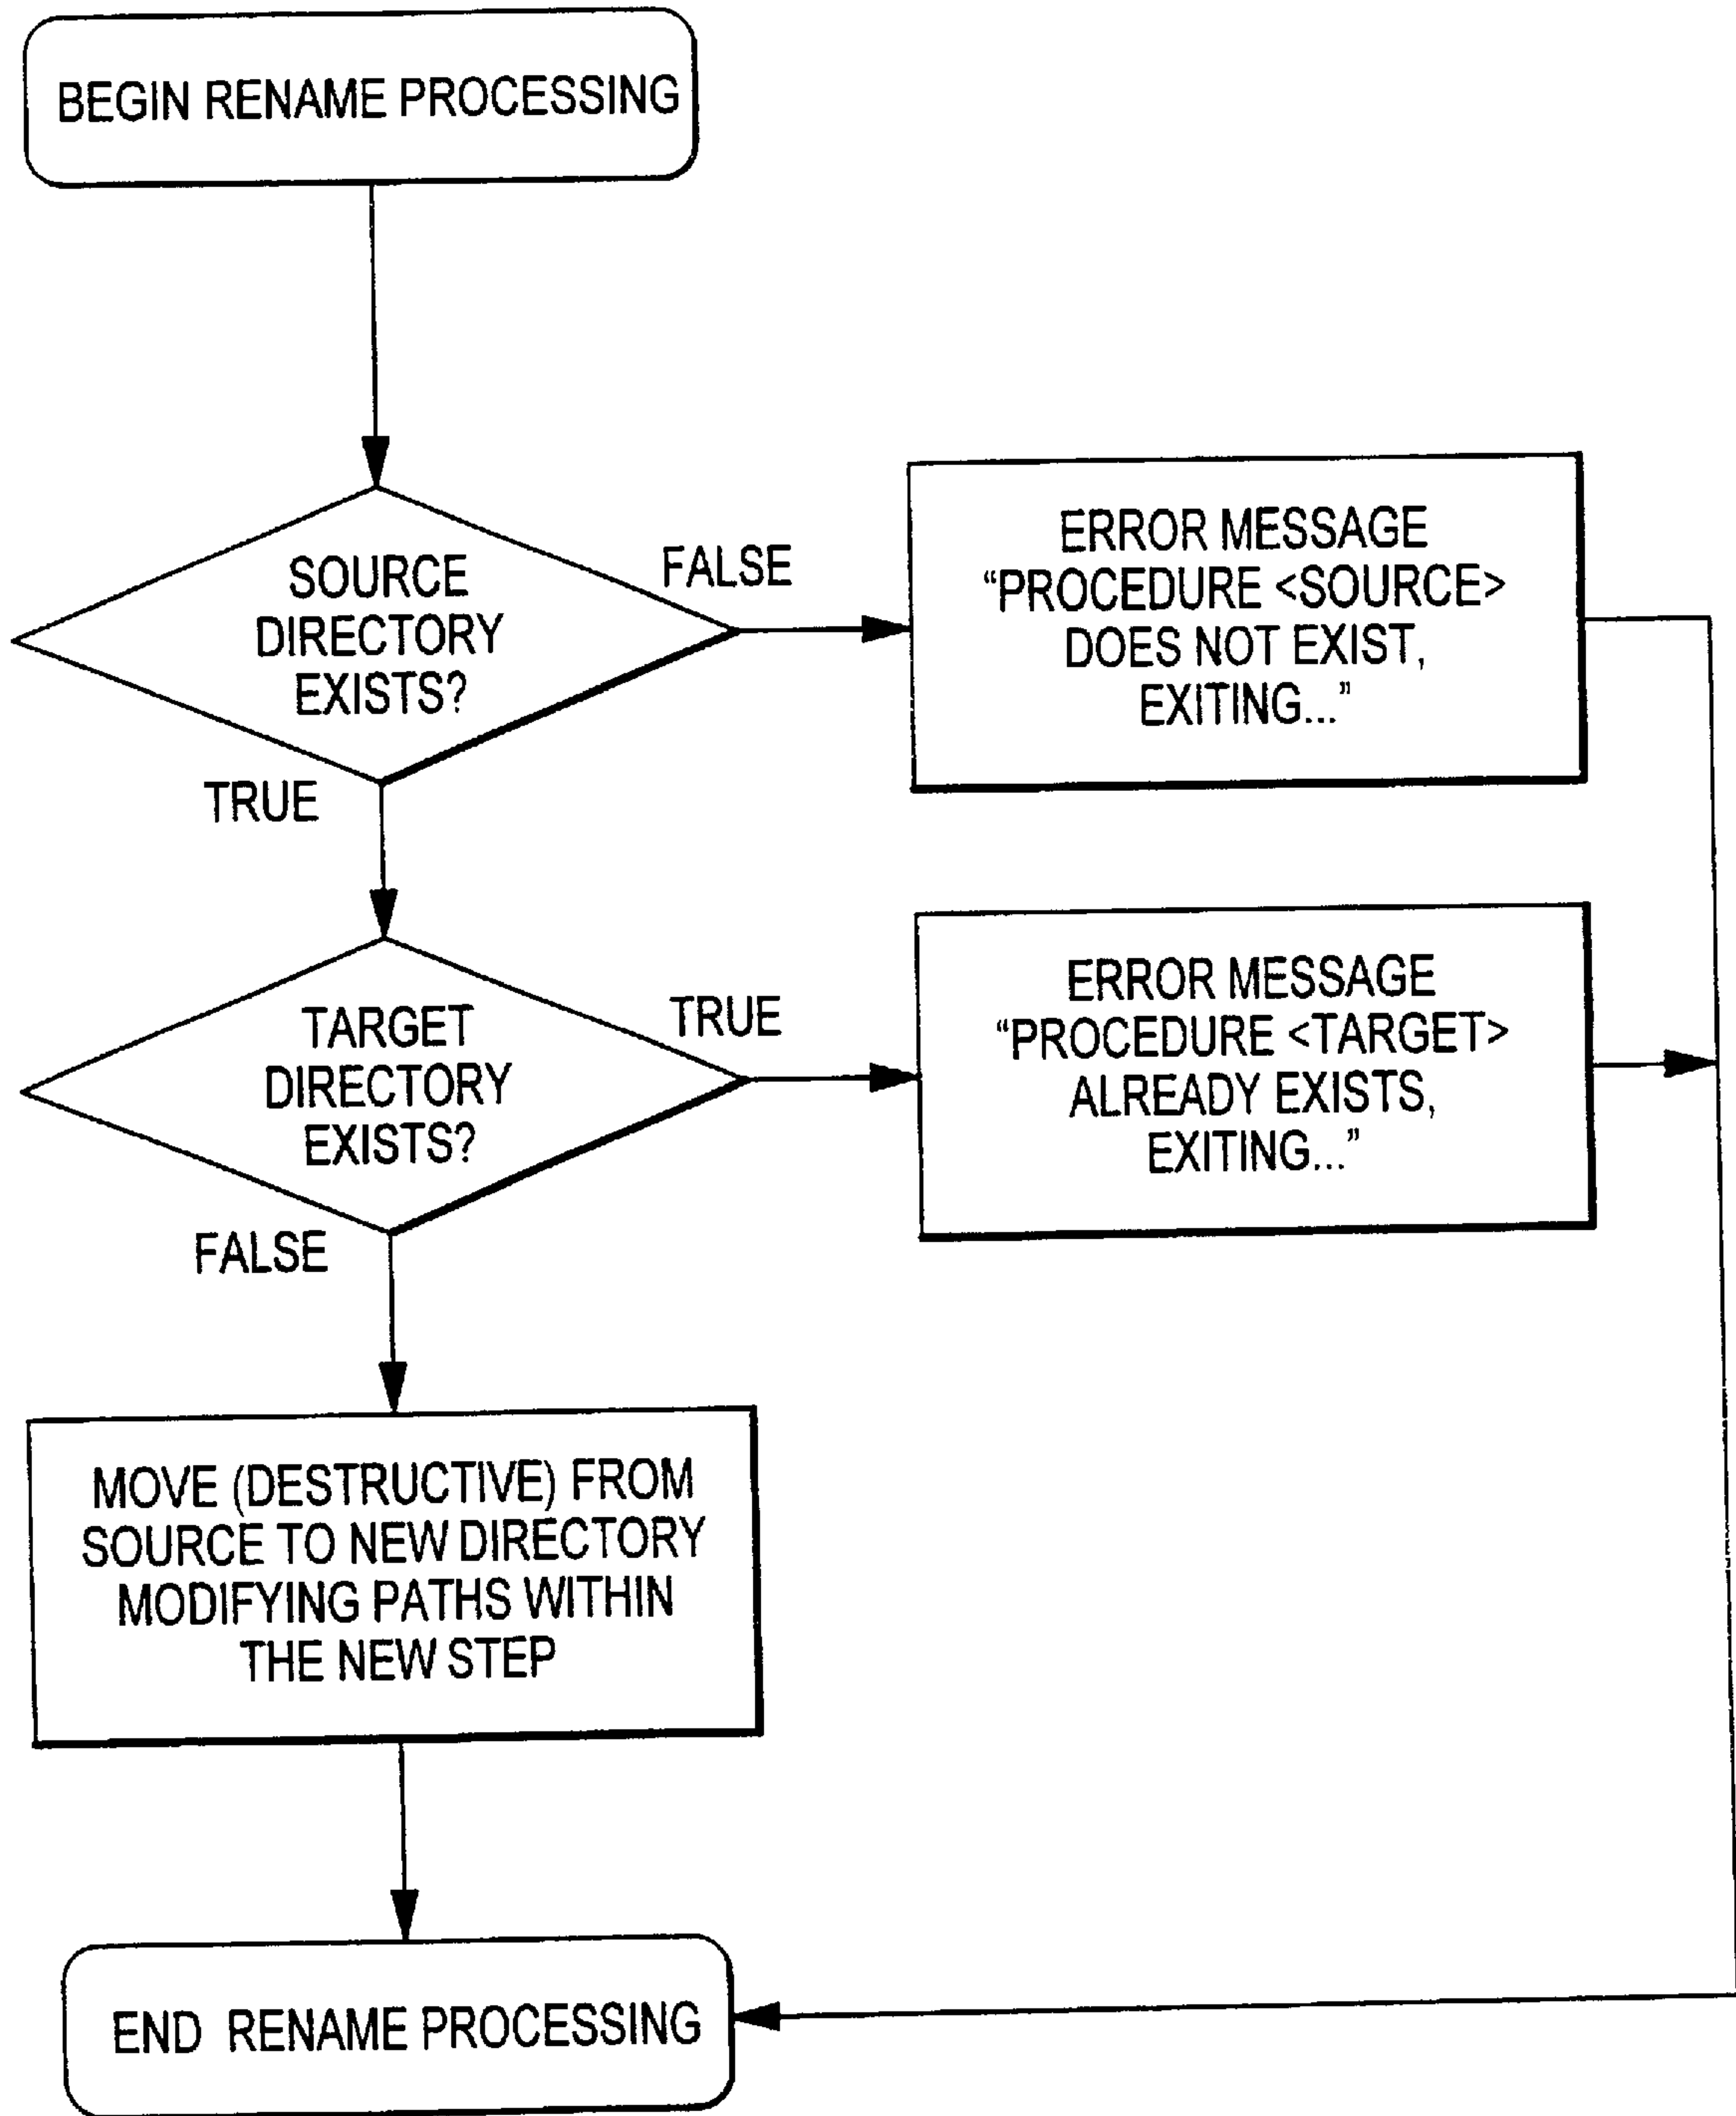 BEGIN RENAME PROCESSING
SOURCE
DIRECTORY
EXISTS?
FALSE
ERROR MESSAGE
“PROCEDURE <SOURCE>
DOES NOT EXIST,
EXITING...”
TRUE
TARGET
DIRECTORY
EXISTS?
TRUE
ERROR MESSAGE
“PROCEDURE <TARGET>
ALREADY EXISTS,
EXITING...”
FALSE
MOVE (DESTRUCTIVE) FROM
SOURCE TO NEW DIRECTORY
MODIFYING PATHS WITHIN
THE NEW STEP
END RENAME PROCESSING